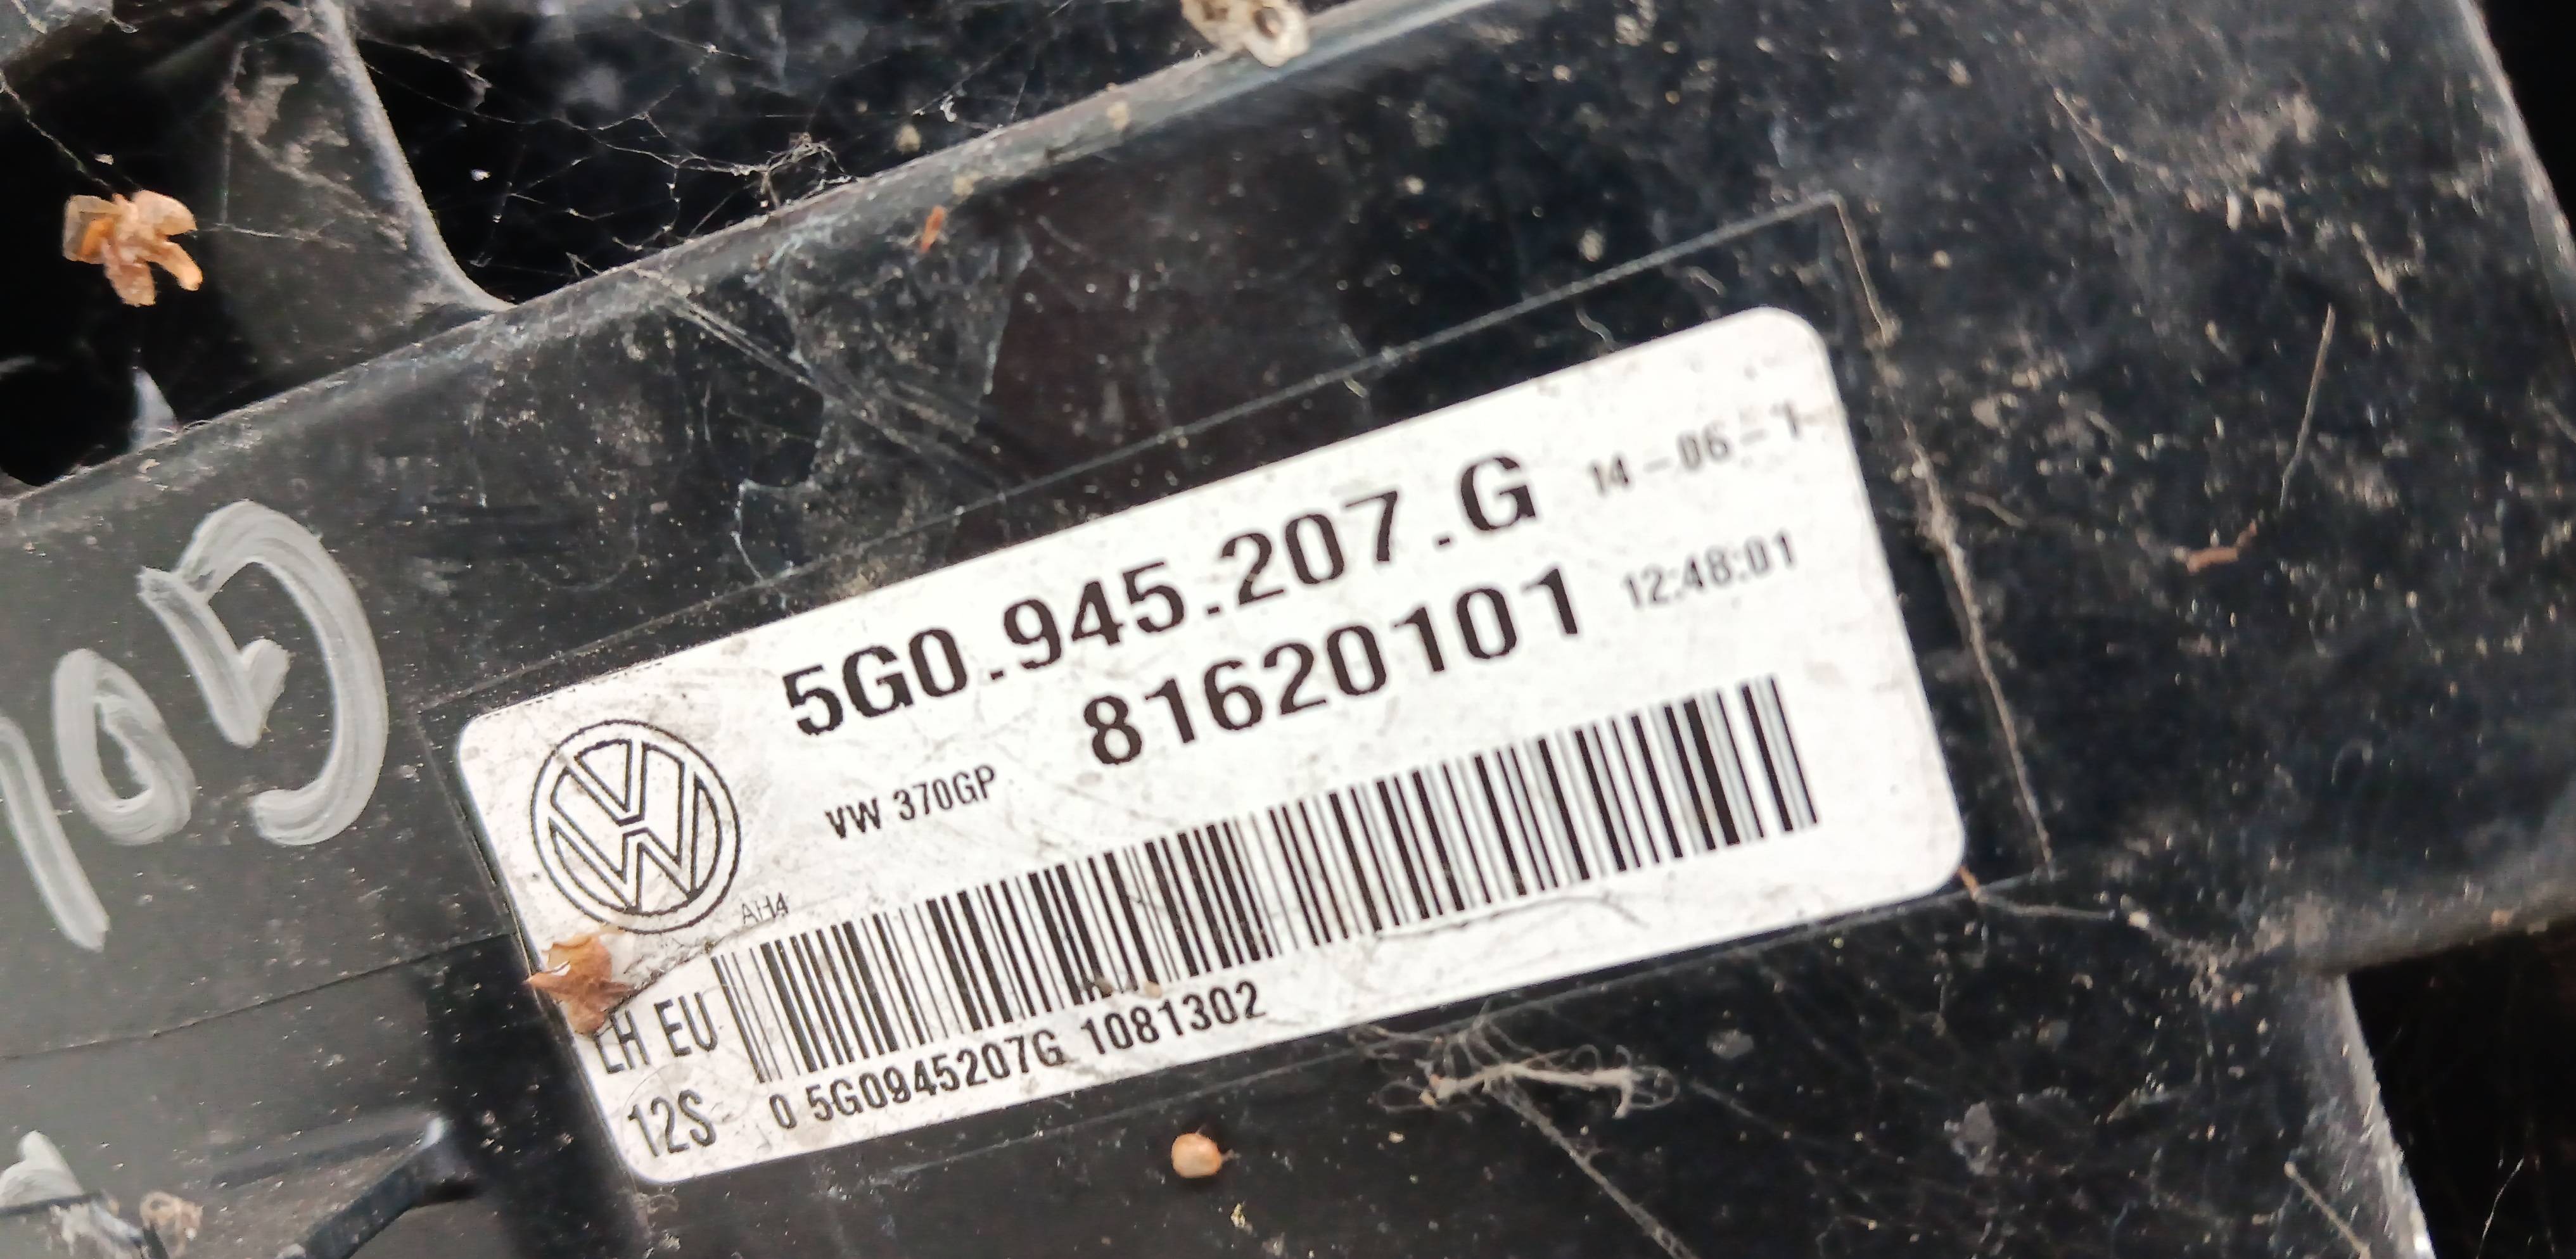 5G0.945.207.G
14-06-1
81620101
12:48:01
VW 370GP
AH4
LH EU
12S
0 5G0945207G 1081302